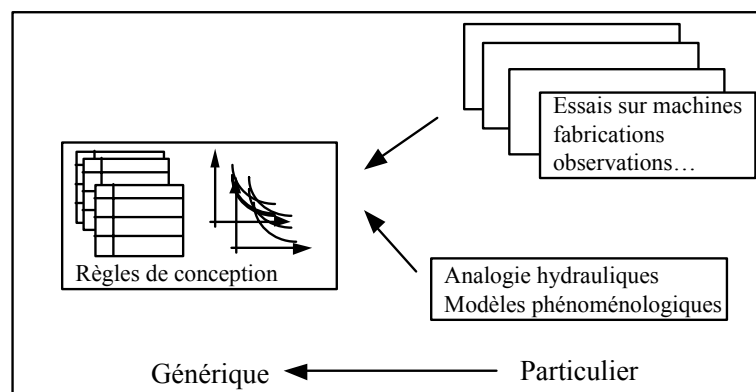 Essais sur machines
fabrications
observations…
Règles de conception
Analogie hydrauliques
Modèles phénoménologiques
Générique
Particulier